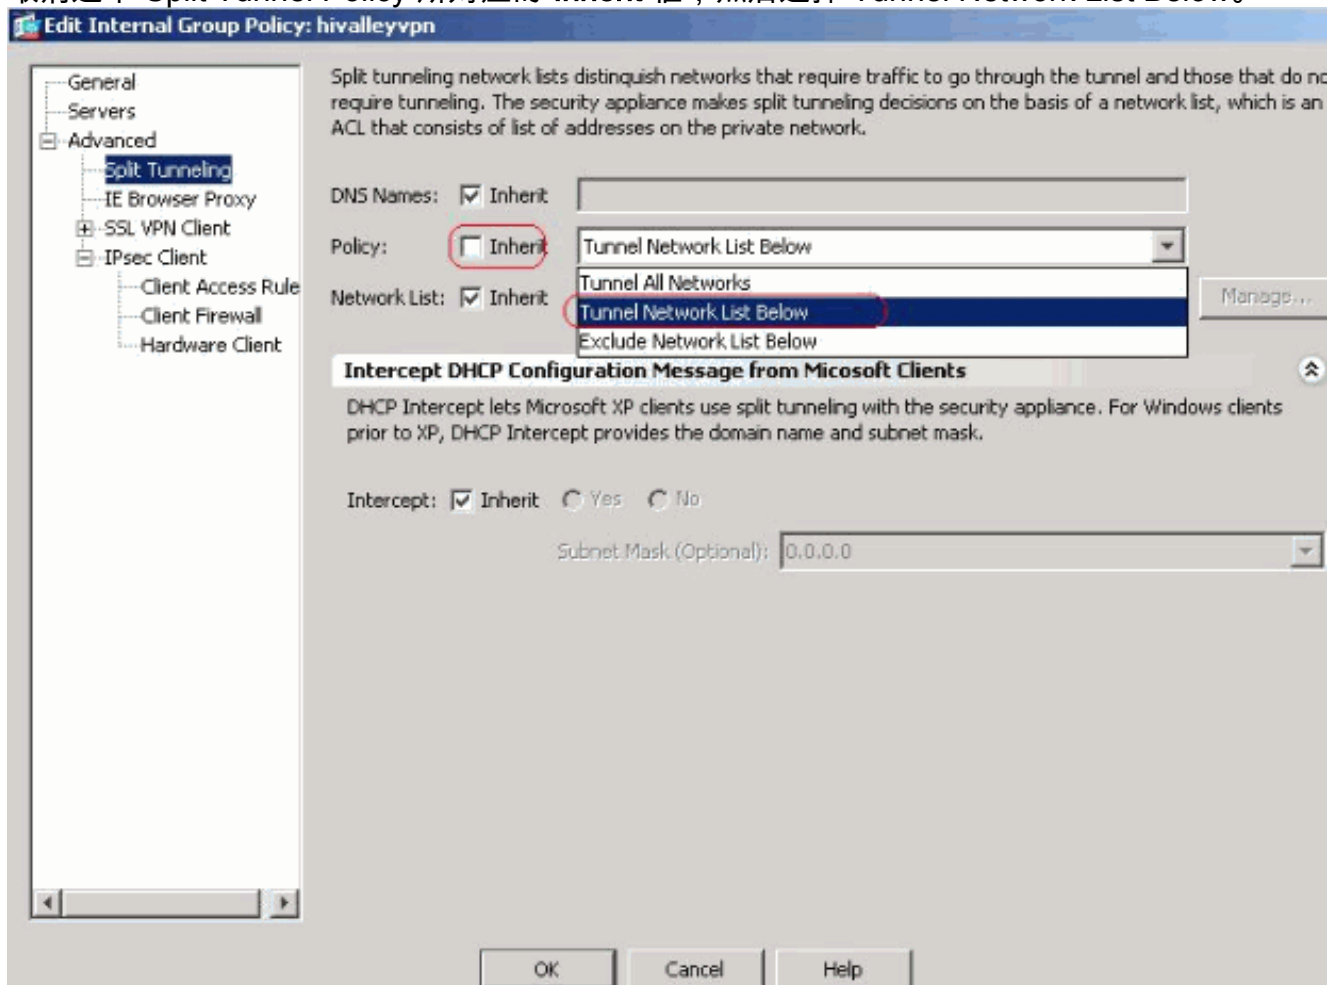 Edit Internal Group Policy: hivalleyvpn
General
Servers
Advanced
Split Tunneling
IE Browser Proxy
SSL VPN Client
IPsec Client
Client Access Rule
Client Firewall
Hardware Client
Split tunneling network lists distinguish networks that require traffic to go through the tunnel and those that do no
require tunneling. The security appliance makes split tunneling decisions on the basis of a network list, which is an
ACL that consists of list of addresses on the private network.
DNS Names: Inherit
Policy: Inherit Tunnel Network List Below
Tunnel All Networks
Network List: Inherit Tunnel Network List Below Manage...
Exclude Network List Below
Intercept DHCP Configuration Message from Micosoft Clients
DHCP Intercept lets Microsoft XP clients use split tunneling with the security appliance. For Windows clients
prior to XP, DHCP Intercept provides the domain name and subnet mask.
Intercept: Inherit Yes No
Subnet Mask (Optional): 0.0.0.0
OK Cancel Help